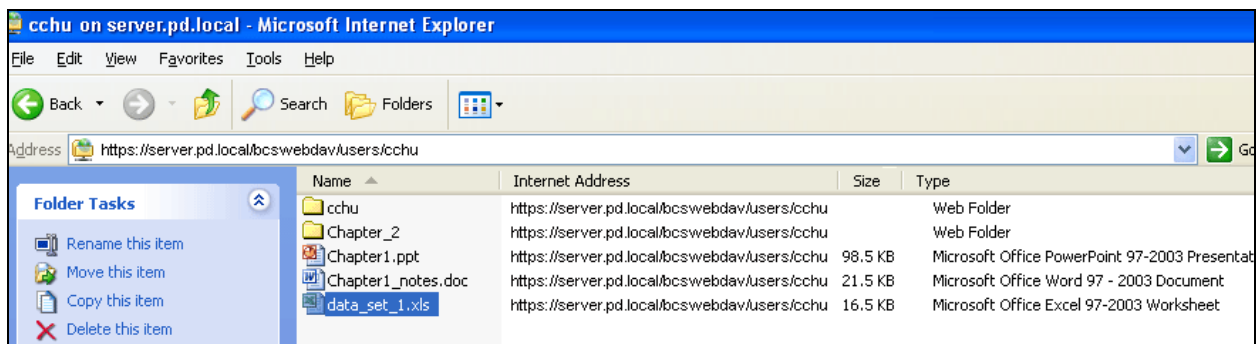 cchu on server.pd.local - Microsoft Internet Explorer
File Edit View Favorites Tools Help
Back Search Folders
Address https://server.pd.local/bcswebdav/users/cchu Go
Name Internet Address Size Type
Folder Tasks
cchu https://server.pd.local/bcswebdav/users/cchu Web Folder
Chapter_2 https://server.pd.local/bcswebdav/users/cchu Web Folder
Rename this item
Chapter1.ppt https://server.pd.local/bcswebdav/users/cchu 98.5 KB Microsoft Office PowerPoint 97-2003 Presentat
Move this item
Chapter1_notes.doc https://server.pd.local/bcswebdav/users/cchu 21.5 KB Microsoft Office Word 97 - 2003 Document
Copy this item
data_set_1.xls https://server.pd.local/bcswebdav/users/cchu 16.5 KB Microsoft Office Excel 97-2003 Worksheet
Delete this item